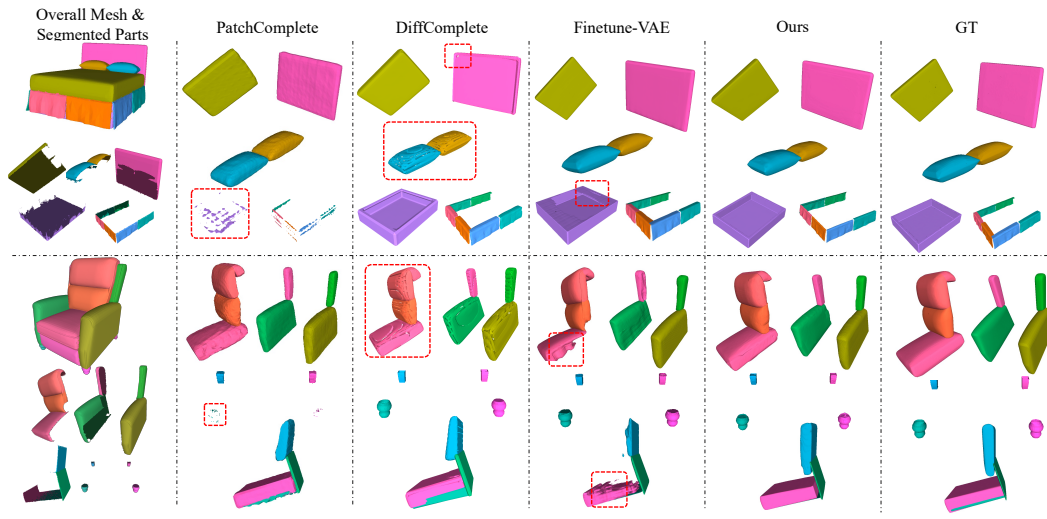 Overall Mesh &
Segmented Parts
PatchComplete
DiffComplete
Finetune-VAE
Ours
GT